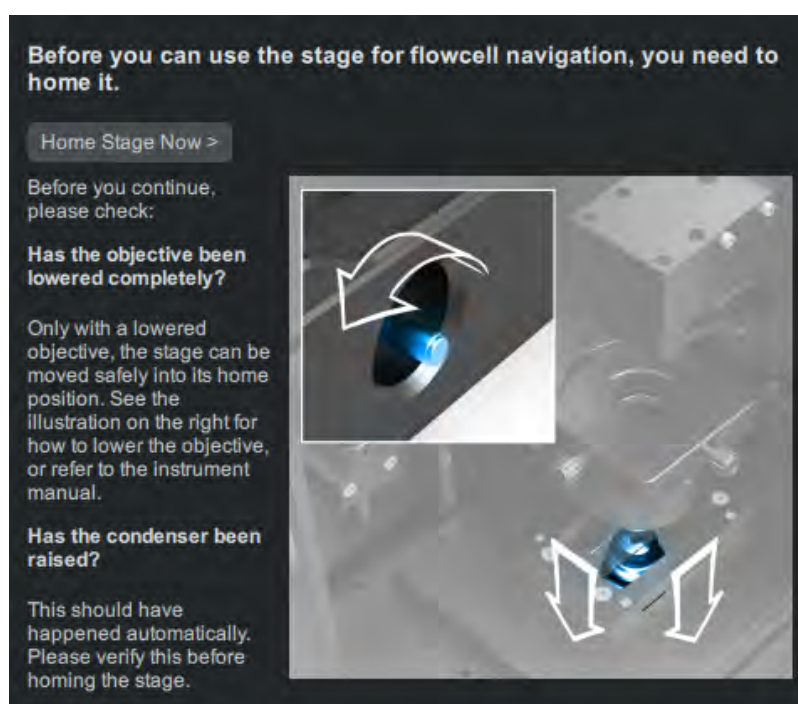 Before you can use the stage for flowcell navigation, you need to
home it.
Home Stage Now >
Before you continue,
please check:
Has the objective been
lowered completely?
Only with a lowered
objective, the stage can be
moved safely into its home
position. See the
illustration on the right for
how to lower the objective,
or refer to the instrument
manual.
Has the condenser been
raised?
This should have
happened automatically.
Please verify this before
homing the stage.